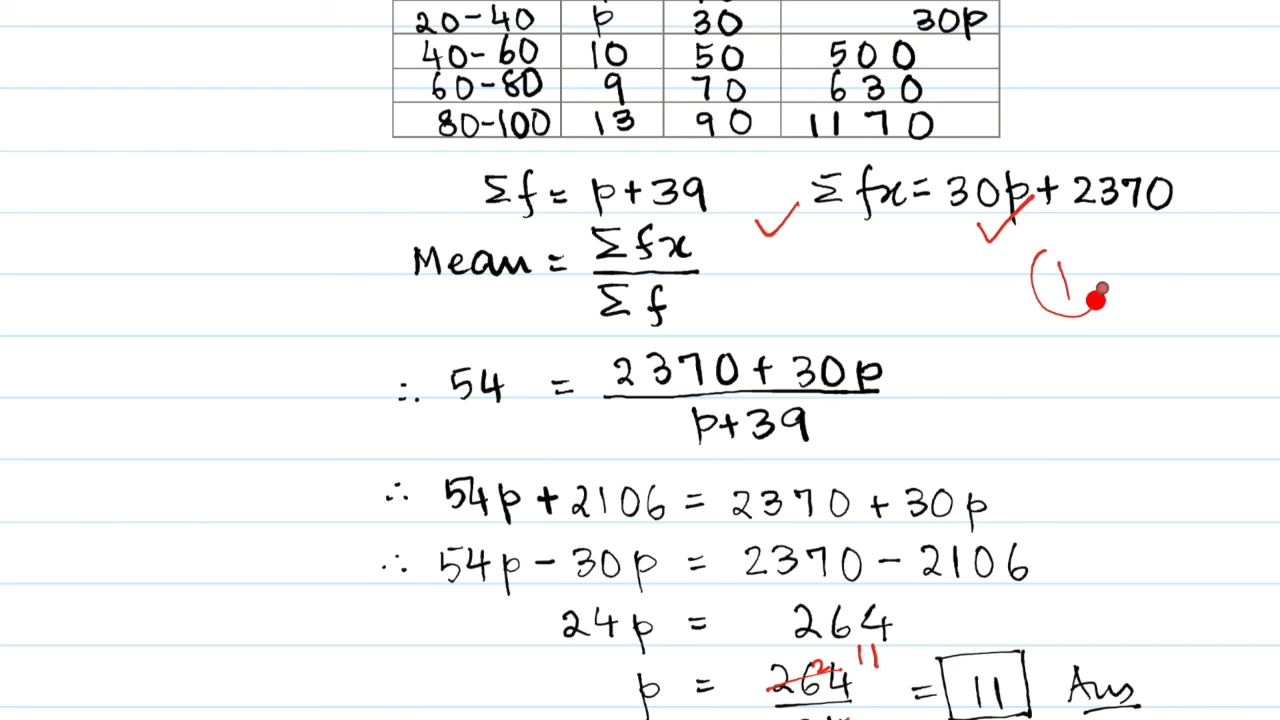 20-40 p 30 30p
40-60 10 50 500
60-80 9 70 630
80-100 13 90 1170
Σf = p+39 Σfx = 30p+2370
Mean = Σfx / Σf
(1
∴ 54 = 2370 + 30p / p+39
∴ 54p + 2106 = 2370 + 30p
∴ 54p - 30p = 2370 - 2106
24p = 264
11
p = 264 = 11 Ans